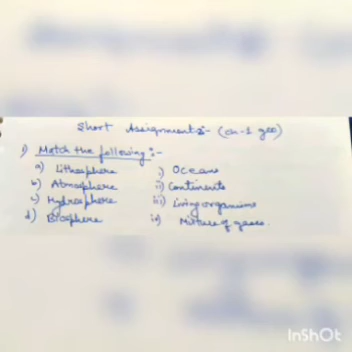 Short Assignments:- (ch-1 geo)
1) Match the following :-
a) Lithosphere i) Oceans
b) Atmosphere ii) Continents
c) Hydrosphere iii) Living organisms
d) Biosphere iv) Mixture of gases.
InShOt